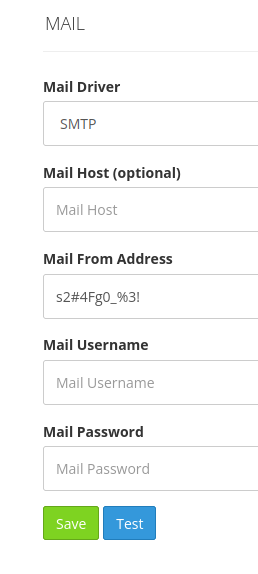 MAIL
Mail Driver
SMTP
Mail Host (optional)
Mail Host
Mail From Address
s2#4Fg0_%3!
Mail Username
Mail Username
Mail Password
Mail Password
Save Test